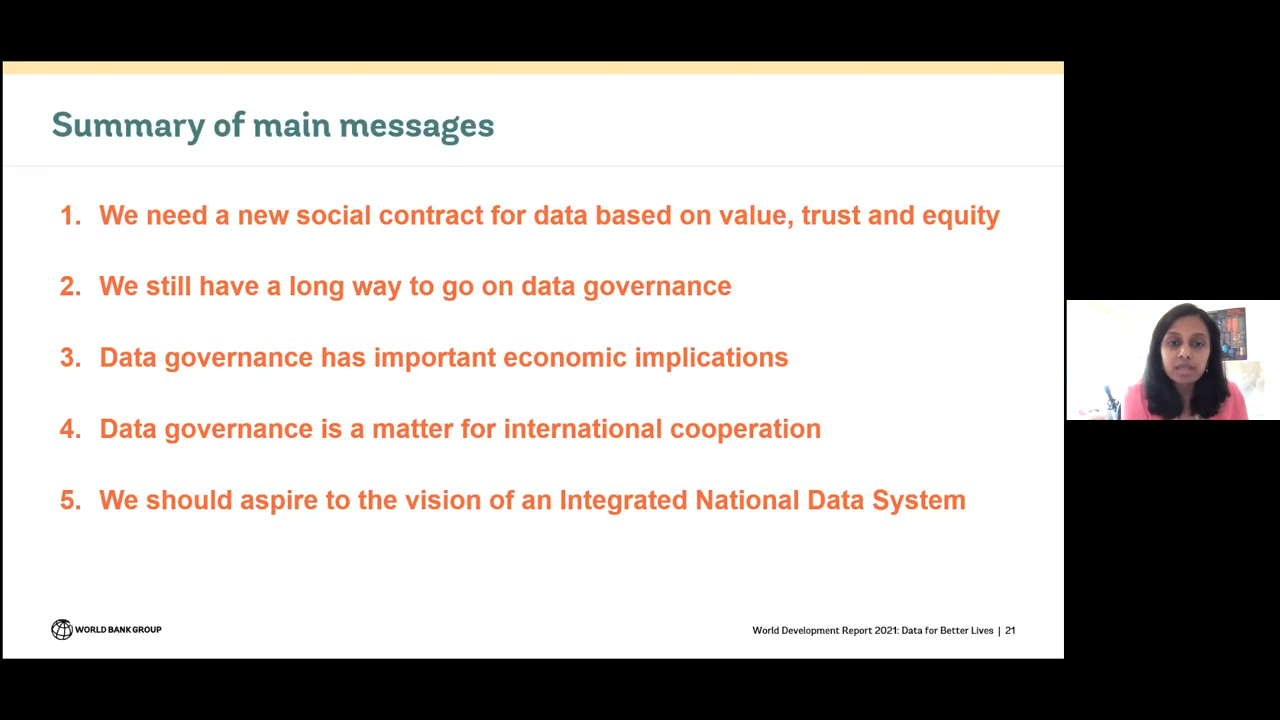 Summary of main messages
1. We need a new social contract for data based on value, trust and equity
2. We still have a long way to go on data governance
3. Data governance has important economic implications
4. Data governance is a matter for international cooperation
5. We should aspire to the vision of an Integrated National Data System
WORLD BANK GROUP
World Development Report 2021: Data for Better Lives | 21